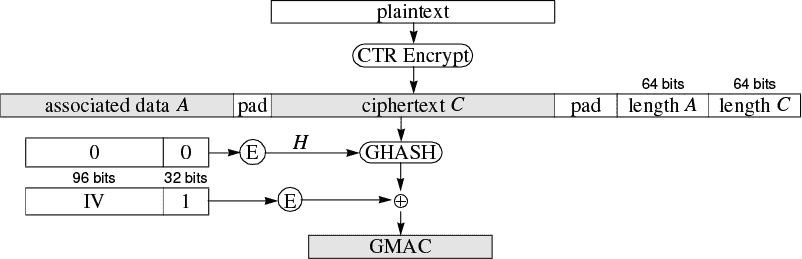 plaintext
CTR Encrypt
64 bits 64 bits
associated data A pad ciphertext C pad length A length C
0 0 E H GHASH
96 bits 32 bits
IV 1 E ⊕
GMAC